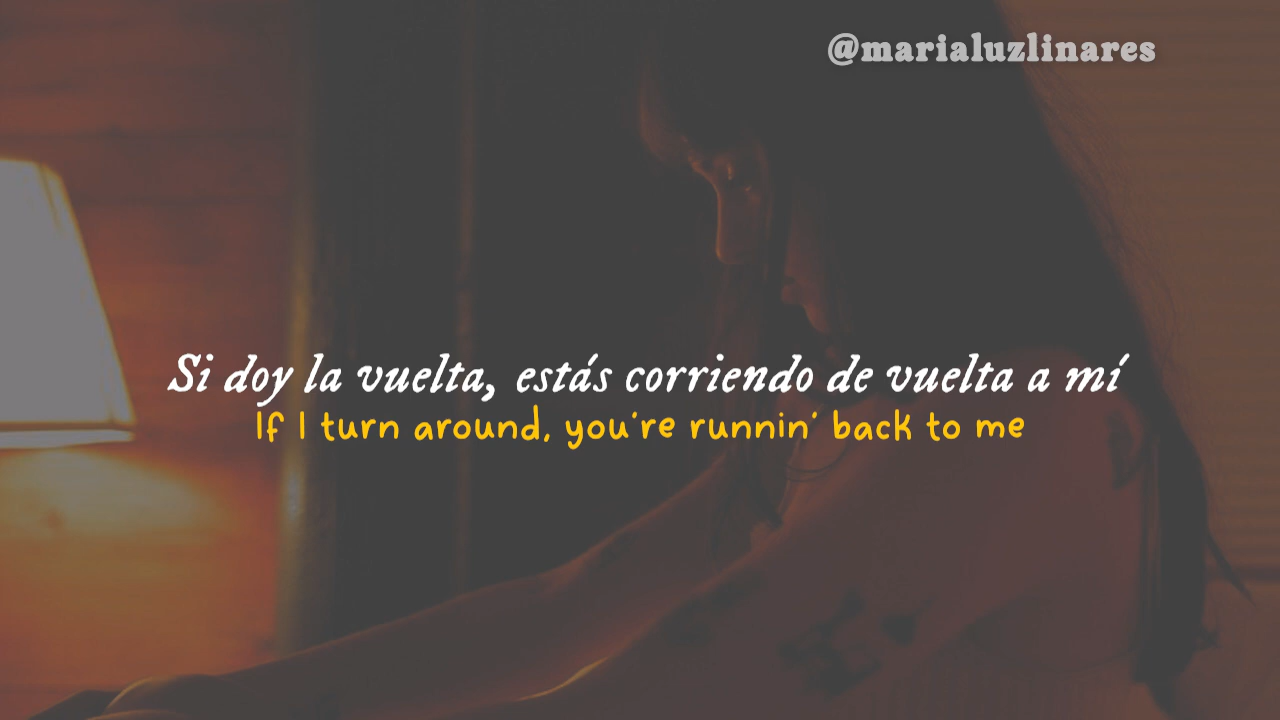 @marialuzlinares
Si doy la vuelta, estás corriendo de vuelta a mí
If I turn around, you're runnin' back to me